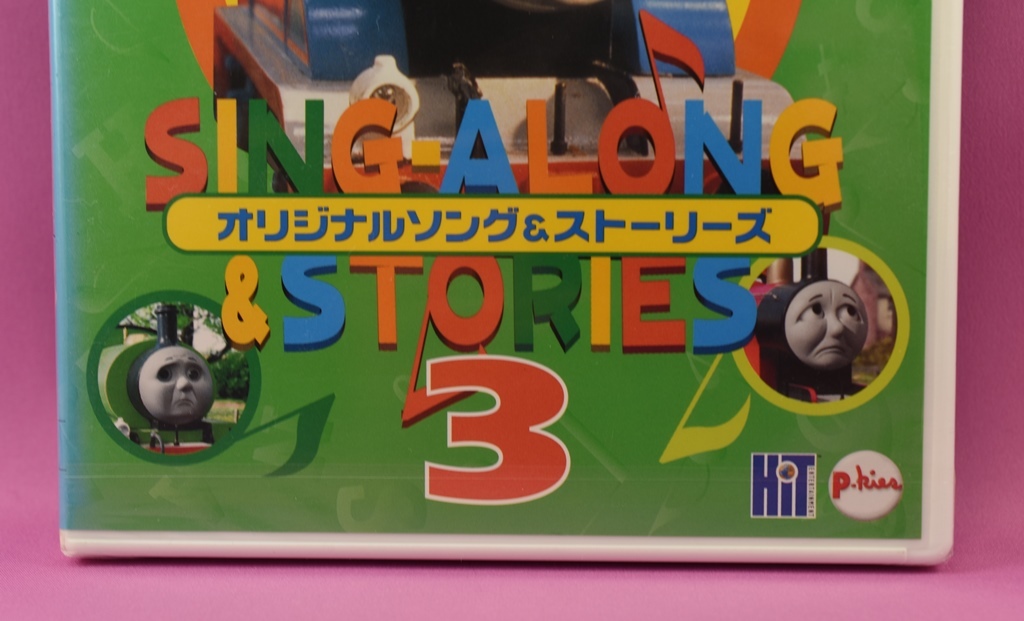 SING-ALONG
オリジナルソング&ストーリーズ
& STORIES
3
HiT
ENTERTAINMENT
p-kies